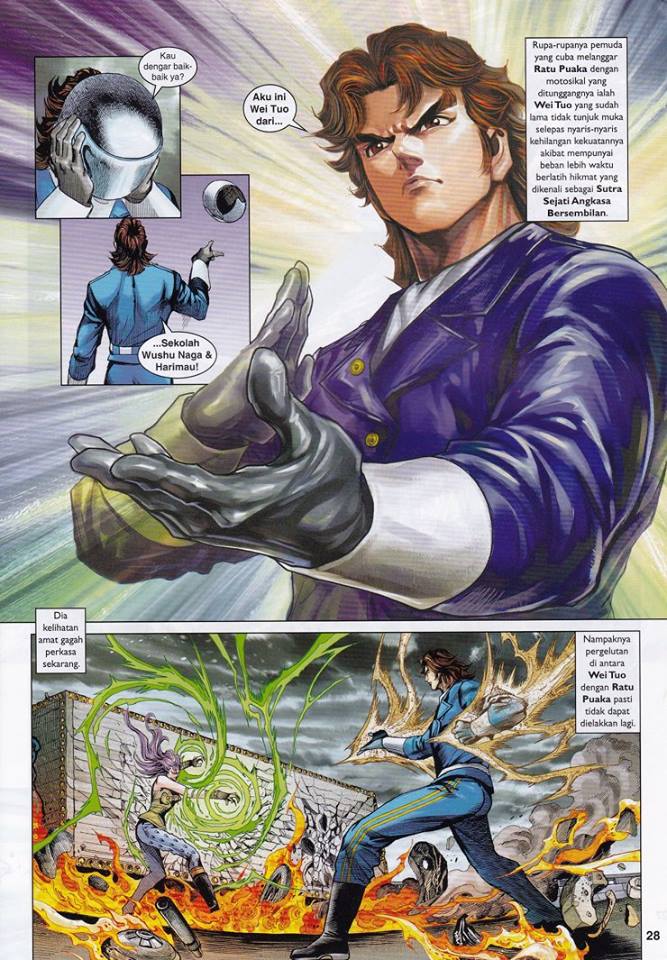 Kau
dengar baik-
baik ya?
Aku ini
Wei Tuo
dari...
Rupa-rupanya pemuda
yang cuba melanggar
Ratu Puaka dengan
motosikal yang
ditunggangnya ialah
Wei Tuo yang sudah
lama tidak tunjuk muka
selepas nyaris-nyaris
kehilangan kekuatannya
akibat mempunyai
beban lebih waktu
berlatih hikmat yang
dikenali sebagai Sutra
Sejati Angkasa
Bersembilan.
...Sekolah
Wushu Naga &
Harimau!
Dia
kelihatan
amat gagah
perkasa
sekarang.
Nampaknya
pergelutan
di antara
Wei Tuo
dengan Ratu
Puaka pasti
tidak dapat
dielakkan lagi.
28